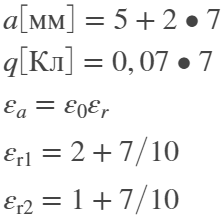 a[мм] = 5 + 2 • 7
q[Кл] = 0,07 • 7
εₐ = ε₀εᵣ
εᵣ₁ = 2 + 7/10
εᵣ₂ = 1 + 7/10